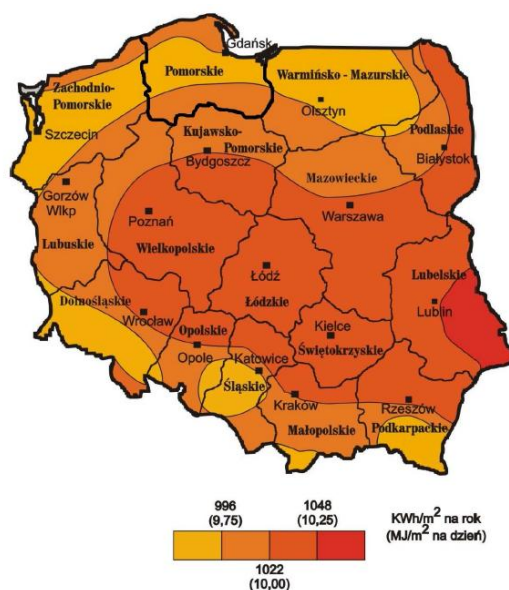 Gdańsk
Pomorskie
Warmińsko - Mazurskie
Zachodnio-
Pomorskie
Olsztyn
Szczecin
Kujawsko-
Pomorskie
Podlaskie
Bydgoszcz
Białystok
Mazowieckie
Gorzów
Wlkp
Poznań
Warszawa
Lubuskie
Wielkopolskie
Łódź
Łódzkie
Lubelskie
Dolnośląskie
Lublin
Wrocław
Opolskie
Kielce
Świętokrzyskie
Opole
Katowice
Śląskie
Kraków
Rzeszów
Małopolskie
Podkarpackie
996
(9,75)
1048
(10,25)
KWh/m² na rok
(MJ/m² na dzień)
1022
(10,00)